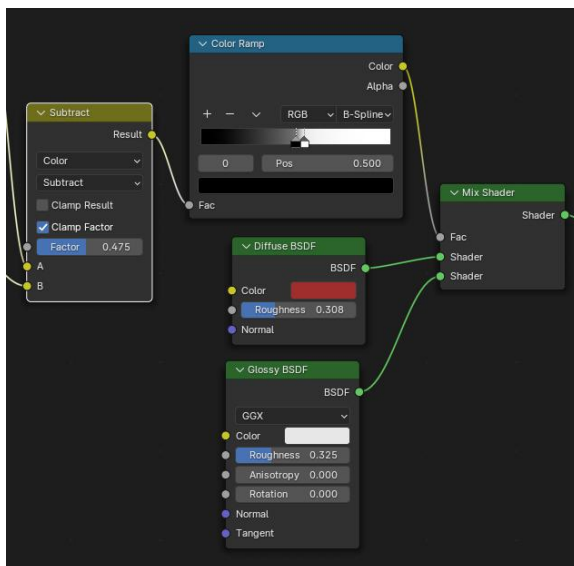 Color Ramp
Color
Alpha
+ − RGB B-Spline
0 Pos 0.500
Fac
Subtract
Result
Color
Subtract
Clamp Result
Clamp Factor
Factor 0.475
A
B
Mix Shader
Shader
Fac
Shader
Shader
Diffuse BSDF
BSDF
Color
Roughness 0.308
Normal
Glossy BSDF
BSDF
GGX
Color
Roughness 0.325
Anisotropy 0.000
Rotation 0.000
Normal
Tangent